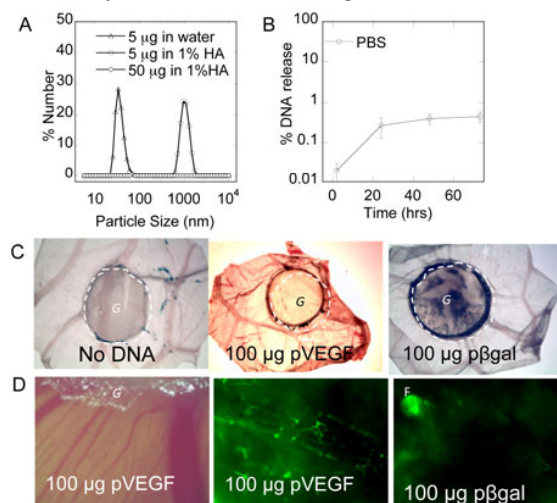 A
5 μg in water
5 μg in 1% HA
50 μg in 1%HA
% Number
50
40
30
20
10
0
10
100
1000
10⁴
Particle Size (nm)
B
PBS
% DNA release
10
1
0.1
0.01
0
20
40
60
Time (hrs)
C
G
No DNA
G
100 μg pVEGF
G
100 μg pβgal
D
G
100 μg pVEGF
100 μg pVEGF
E
100 μg pβgal